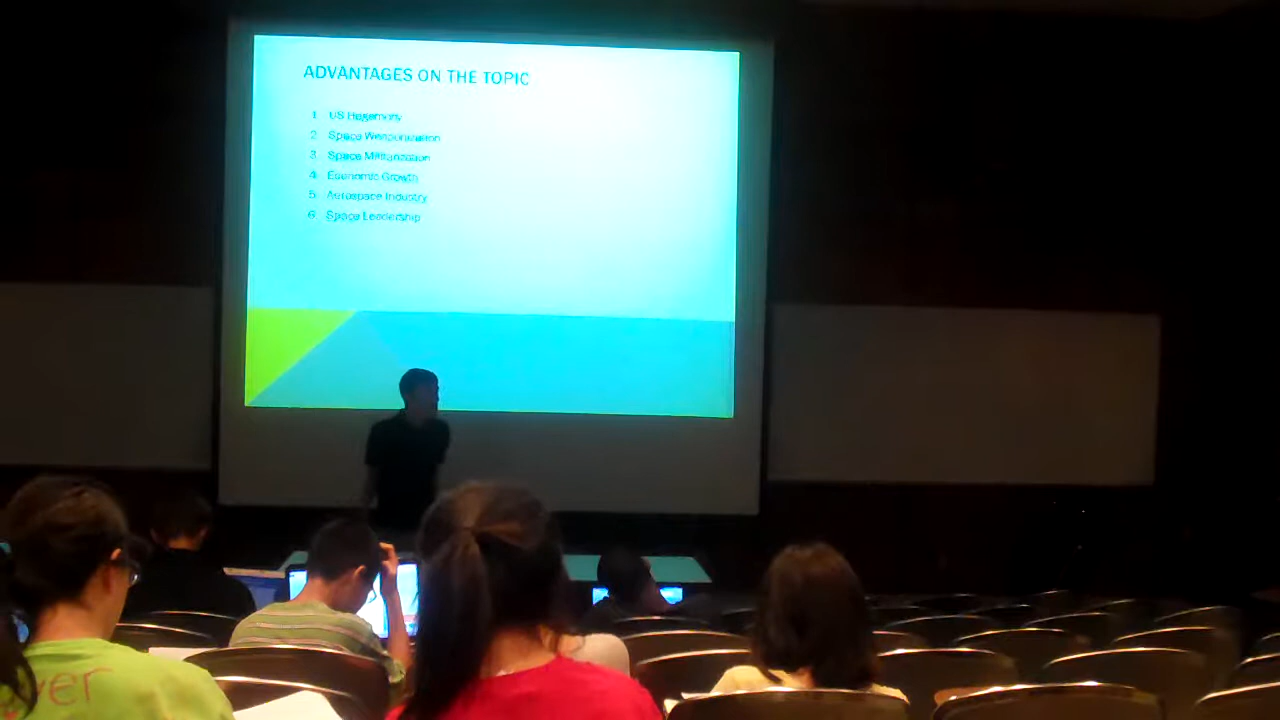 ADVANTAGES ON THE TOPIC
1. US Hegemony
2. Space Weaponization
3. Space Militarization
4. Economic Growth
5. Aerospace Industry
6. Space Leadership
ver